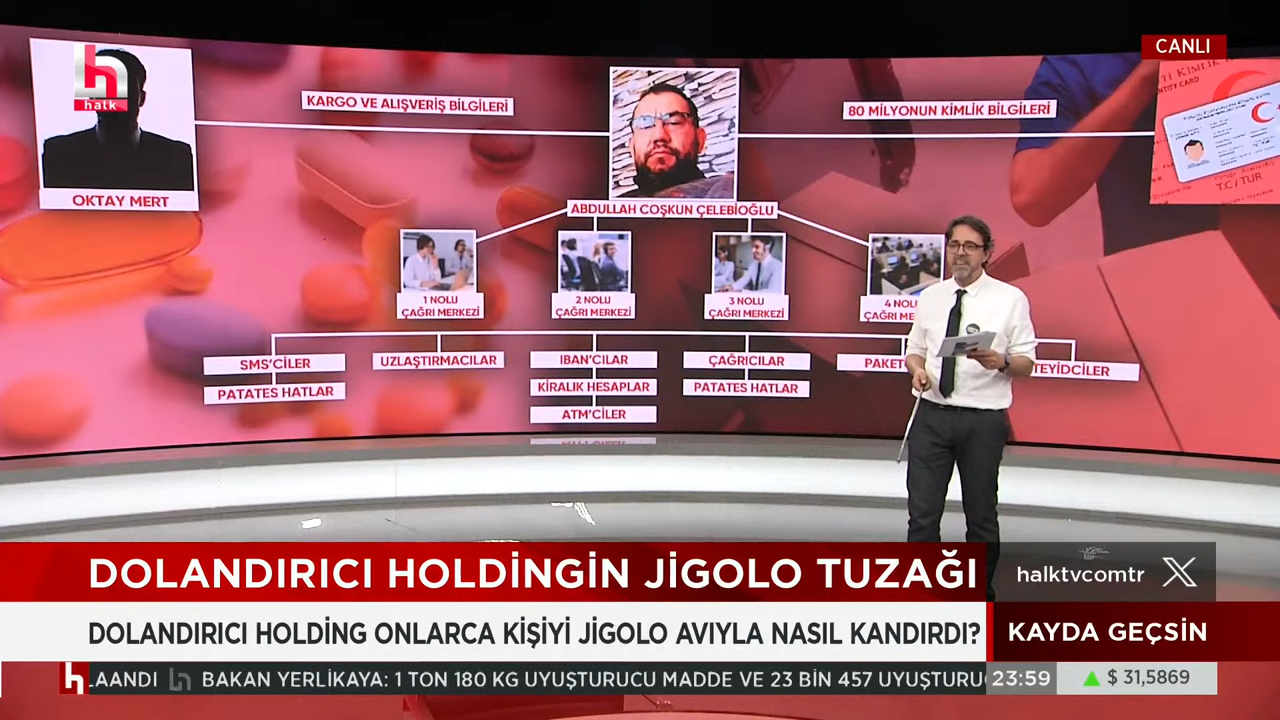 h
halk
CANLI
KARGO VE ALIŞVERİŞ BİLGİLERİ
80 MİLYONUN KİMLİK BİLGİLERİ
T.C./ TUR
OKTAY MERT
ABDULLAH COŞKUN ÇELEBİOĞLU
1 NOLU
ÇAĞRI MERKEZİ
2 NOLU
ÇAĞRI MERKEZİ
3 NOLU
ÇAĞRI MERKEZİ
4 NOLU
ÇAĞRI ME
SMS'CİLER
PATATES HATLAR
UZLAŞTIRMACILAR
IBAN'CILAR
KİRALIK HESAPLAR
ATM'CİLER
ÇAĞRICILAR
PATATES HATLAR
PAKET
TEYİDCİLER
DOLANDIRICI HOLDİNGİN JİGOLO TUZAĞI
halktvcomtr X
DOLANDIRICI HOLDİNG ONLARCA KİŞİYİ JİGOLO AVIYLA NASIL KANDIRDI?
KAYDA GEÇSİN
LAANDI h BAKAN YERLİKAYA: 1 TON 180 KG UYUŞTURUCU MADDE VE 23 BİN 457 UYUŞTURU
23:59
$ 31,5869